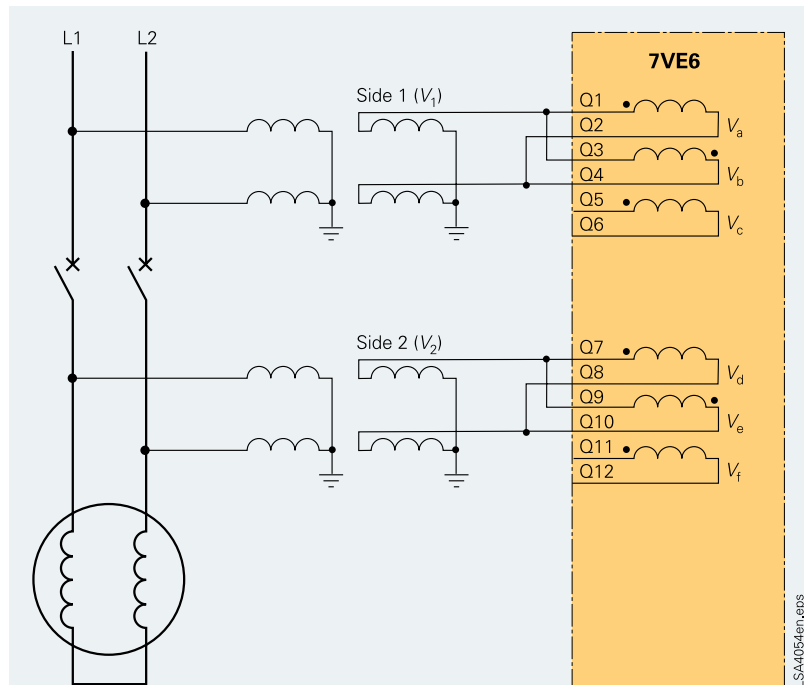 L1
L2
7VE6
Side 1 (V1)
Q1
Q2
Va
Q3
Q4
Vb
Q5
Q6
Vc
Side 2 (V2)
Q7
Q8
Vd
Q9
Q10
Ve
Q11
Q12
Vf
LSA4054en.eps